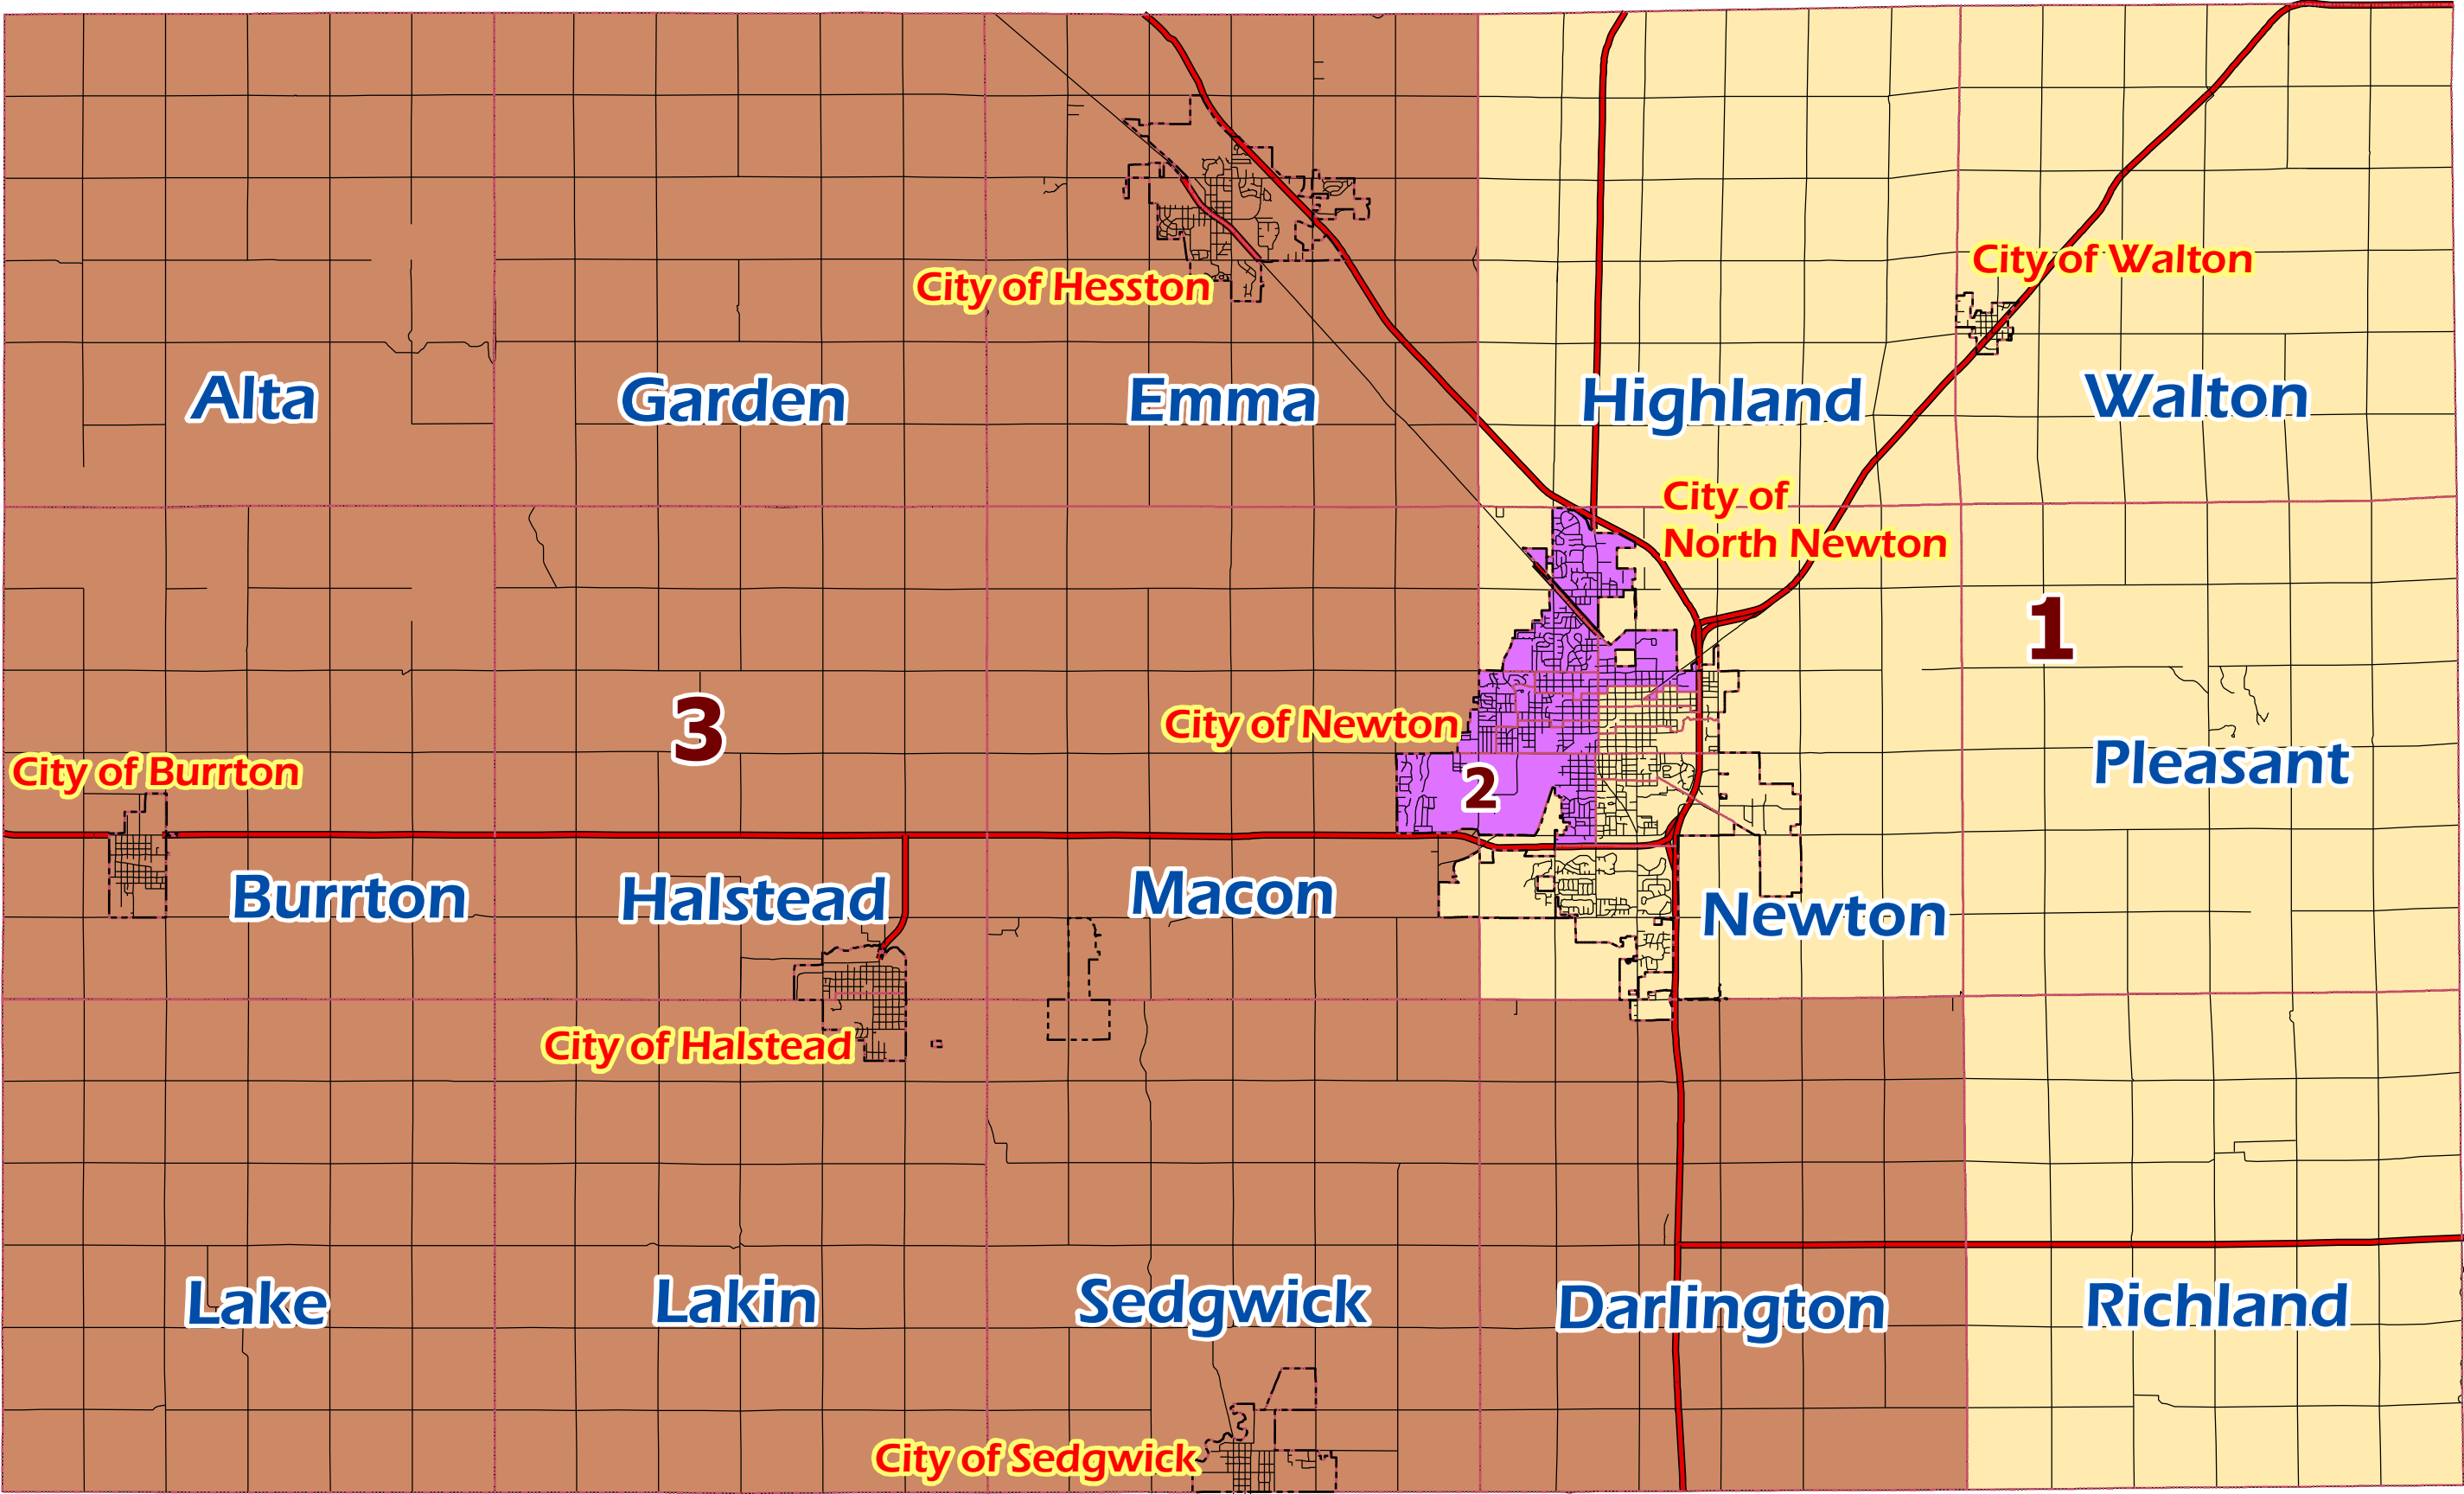 City of Hesston
City of Walton
Alta
Garden
Emma
Highland
Walton
City of
North Newton
1
3
City of Newton
City of Burrton
2
Pleasant
Burrton
Halstead
Macon
Newton
City of Halstead
Lake
Lakin
Sedgwick
Darlington
Richland
City of Sedgwick